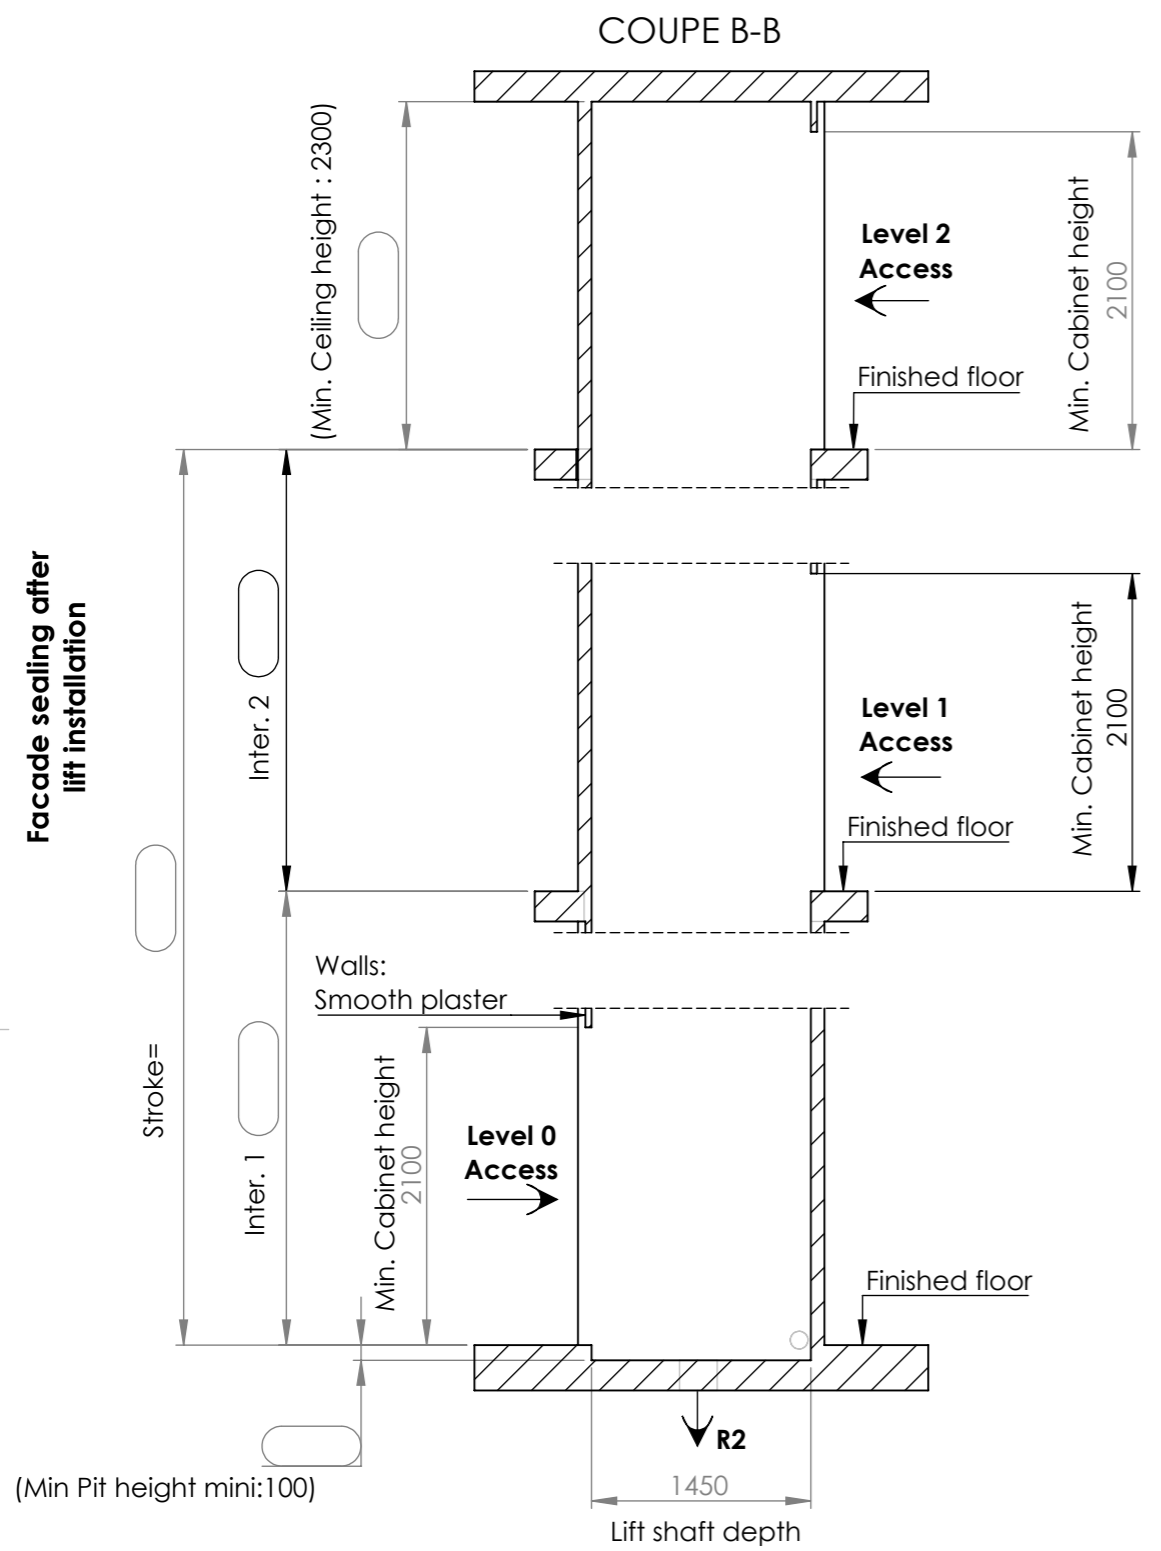 COUPE B-B
(Min. Ceiling height : 2300)
Level 2
Access
Min. Cabinet height
2100
Finished floor
Facade sealing after
lift installation
Inter. 2
Level 1
Access
Min. Cabinet height
2100
Finished floor
Walls:
Smooth plaster
Stroke=
Inter. 1
Min. Cabinet height
2100
Level 0
Access
Finished floor
R2
(Min Pit height mini:100)
1450
Lift shaft depth